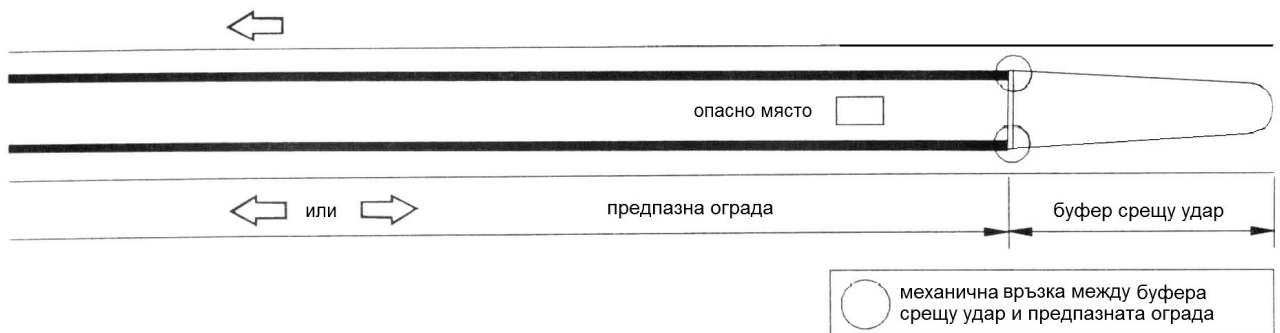 опасно място
или
предпазна ограда
буфер срещу удар
механична връзка между буфера
срещу удар и предпазната ограда